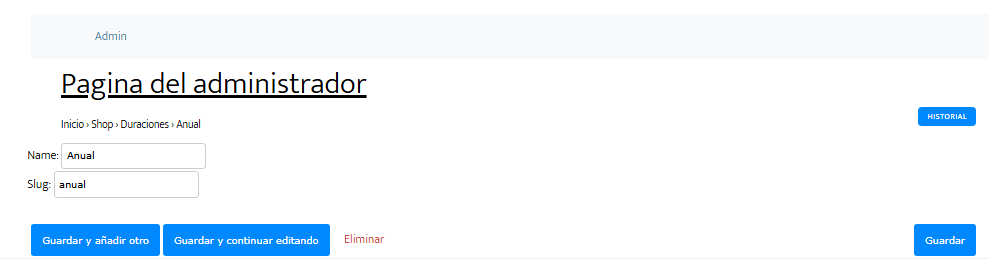 Admin
Pagina del administrador
Inicio › Shop › Duraciones › Anual
HISTORIAL
Name: Anual
Slug: anual
Guardar y añadir otro Guardar y continuar editando Eliminar Guardar